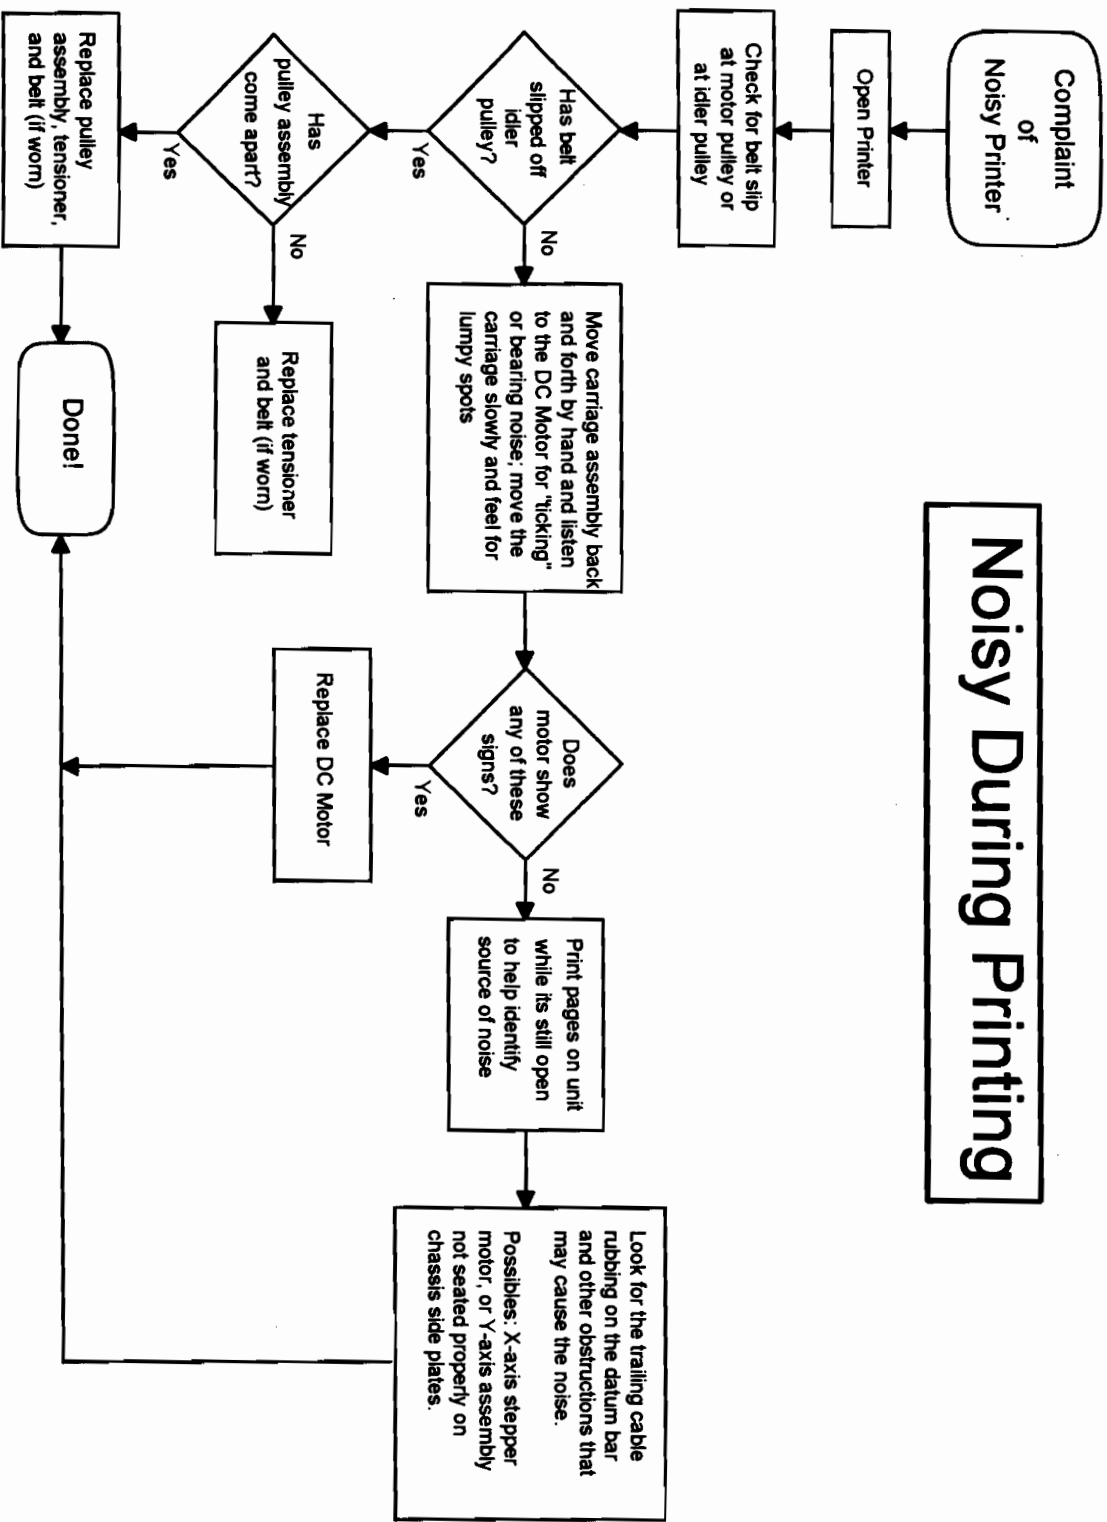 Noisy During Printing
Complaint
of
Noisy Printer
Open Printer
Check for belt slip
at motor pulley or
at idler pulley
Has belt
slipped off
idler
pulley?
No
Yes
Move carriage assembly back
and forth by hand and listen
to the DC Motor for "ticking"
or bearing noise; move the
carriage slowly and feel for
lumpy spots
Does
motor show
any of these
signs?
No
Yes
Print pages on unit
while its still open
to help identify
source of noise
Look for the trailing cable
rubbing on the datum bar
and other obstructions that
may cause the noise.
Possibles: X-axis stepper
motor, or Y-axis assembly
not seated properly on
chassis side plates.
Replace DC Motor
Has
pulley assembly
come apart?
No
Yes
Replace tensioner
and belt (if worn)
Replace pulley
assembly, tensioner,
and belt (if worn)
Done!